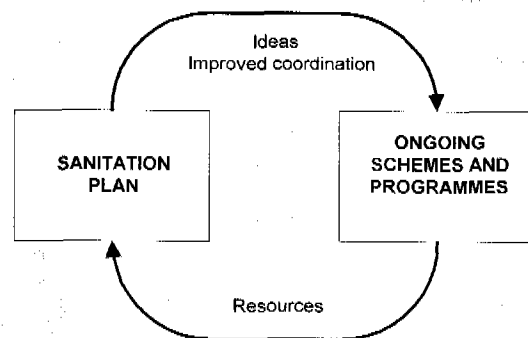 Ideas
Improved coordination
SANITATION
PLAN
ONGOING
SCHEMES AND
PROGRAMMES
Resources